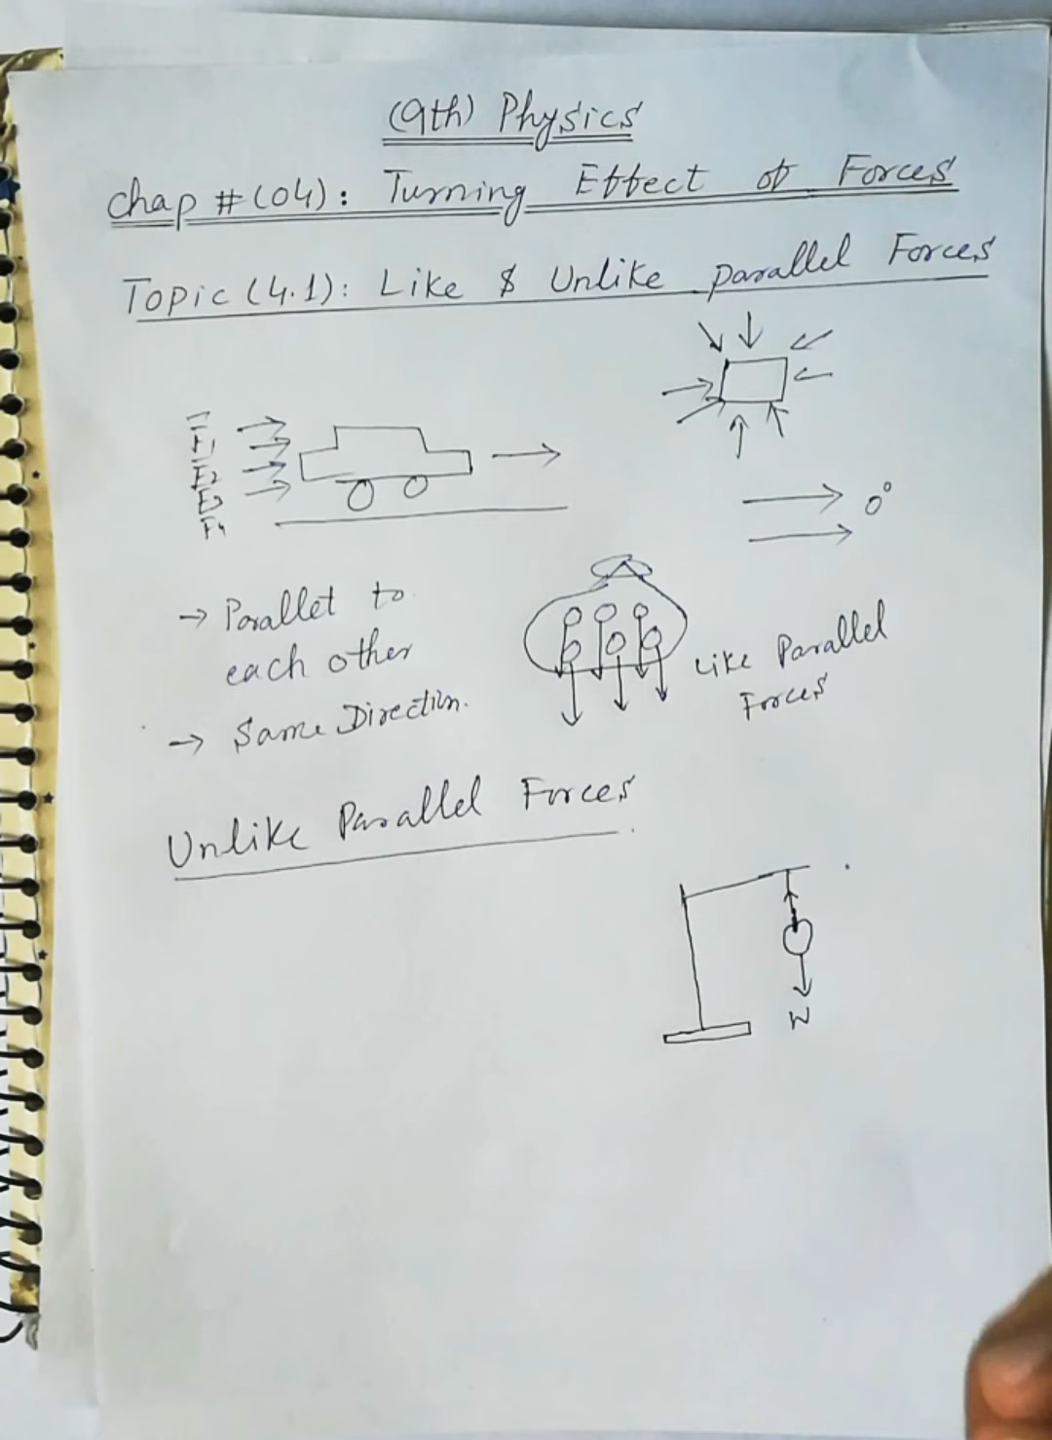 (9th) Physics
Chap # (04): Turning Effect of Forces
Topic (4.1): Like & Unlike parallel Forces
F1
F2
F3
F4
0°
→ Parallet to
each other
→ Same Direction.
Like Parallel
Forces
Unlike Parallel Forces
W